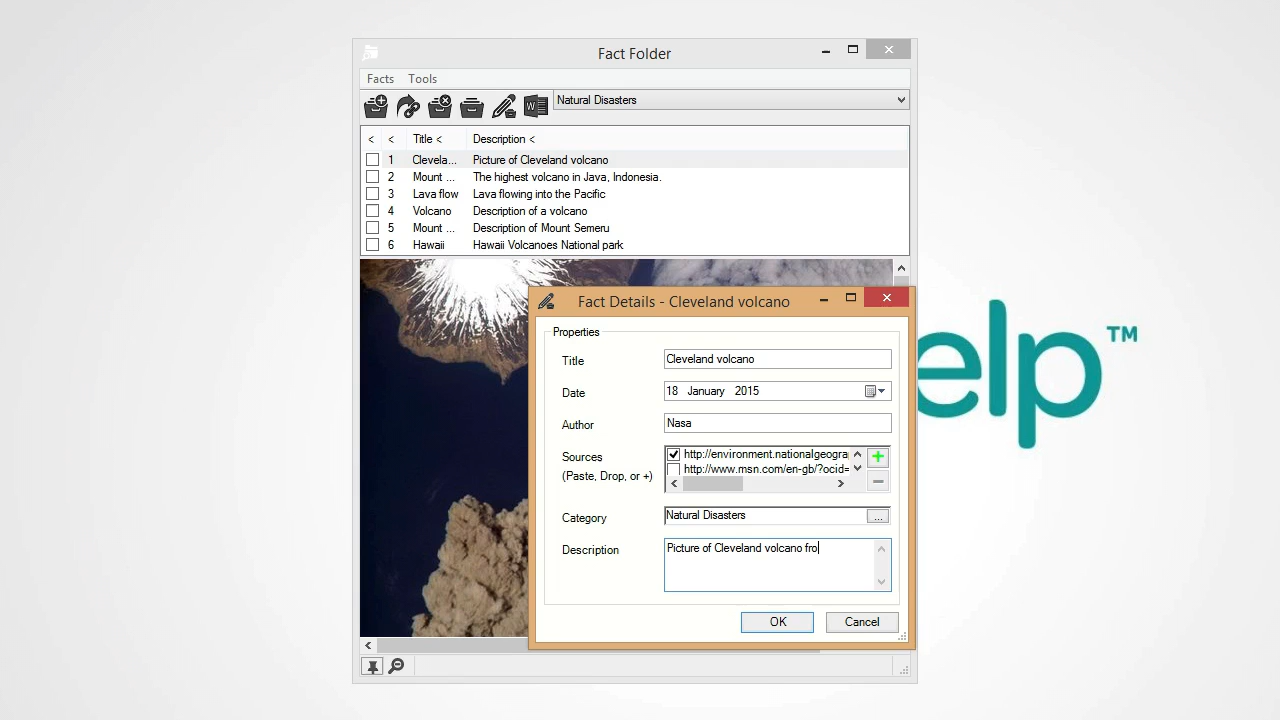 Fact Folder
Facts Tools
Natural Disasters
< < Title < Description <
1 Clevela... Picture of Cleveland volcano
2 Mount ... The highest volcano in Java, Indonesia.
3 Lava flow Lava flowing into the Pacific
4 Volcano Description of a volcano
5 Mount ... Description of Mount Semeru
6 Hawaii Hawaii Volcanoes National park
Fact Details - Cleveland volcano
Properties
Title Cleveland volcano
Date 18 January 2015
Author Nasa
Sources http://environment.nationalgeogra
(Paste, Drop, or +) http://www.msn.com/en-gb/?ocid=
Category Natural Disasters ...
Description Picture of Cleveland volcano fro
OK Cancel
elp™